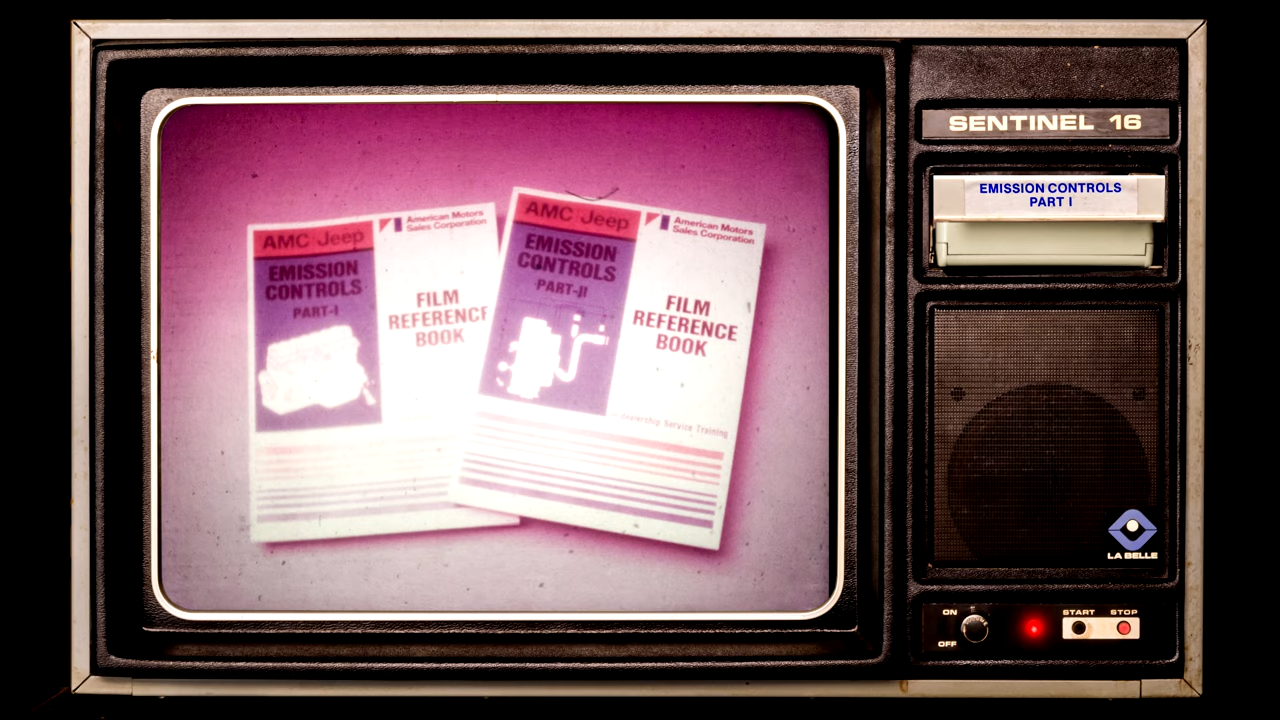 AMC Jeep
American Motors
Sales Corporation
EMISSION
CONTROLS
PART-I
FILM
REFERENCE
BOOK
AMC Jeep
American Motors
Sales Corporation
EMISSION
CONTROLS
PART-II
FILM
REFERENCE
BOOK
Dealership Service Training
SENTINEL 16
EMISSION CONTROLS
PART I
LA BELLE
ON
OFF
START
STOP